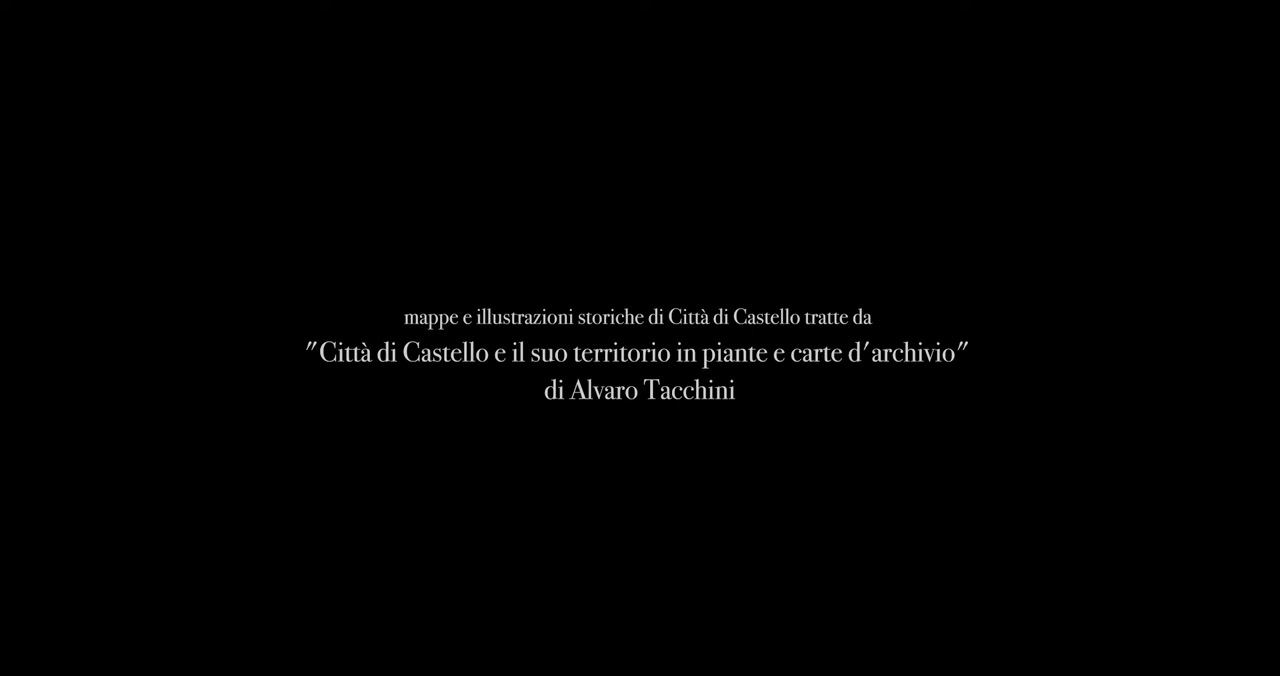 mappe e illustrazioni storiche di Città di Castello tratte da
"Città di Castello e il suo territorio in piante e carte d'archivio"
di Alvaro Tacchini